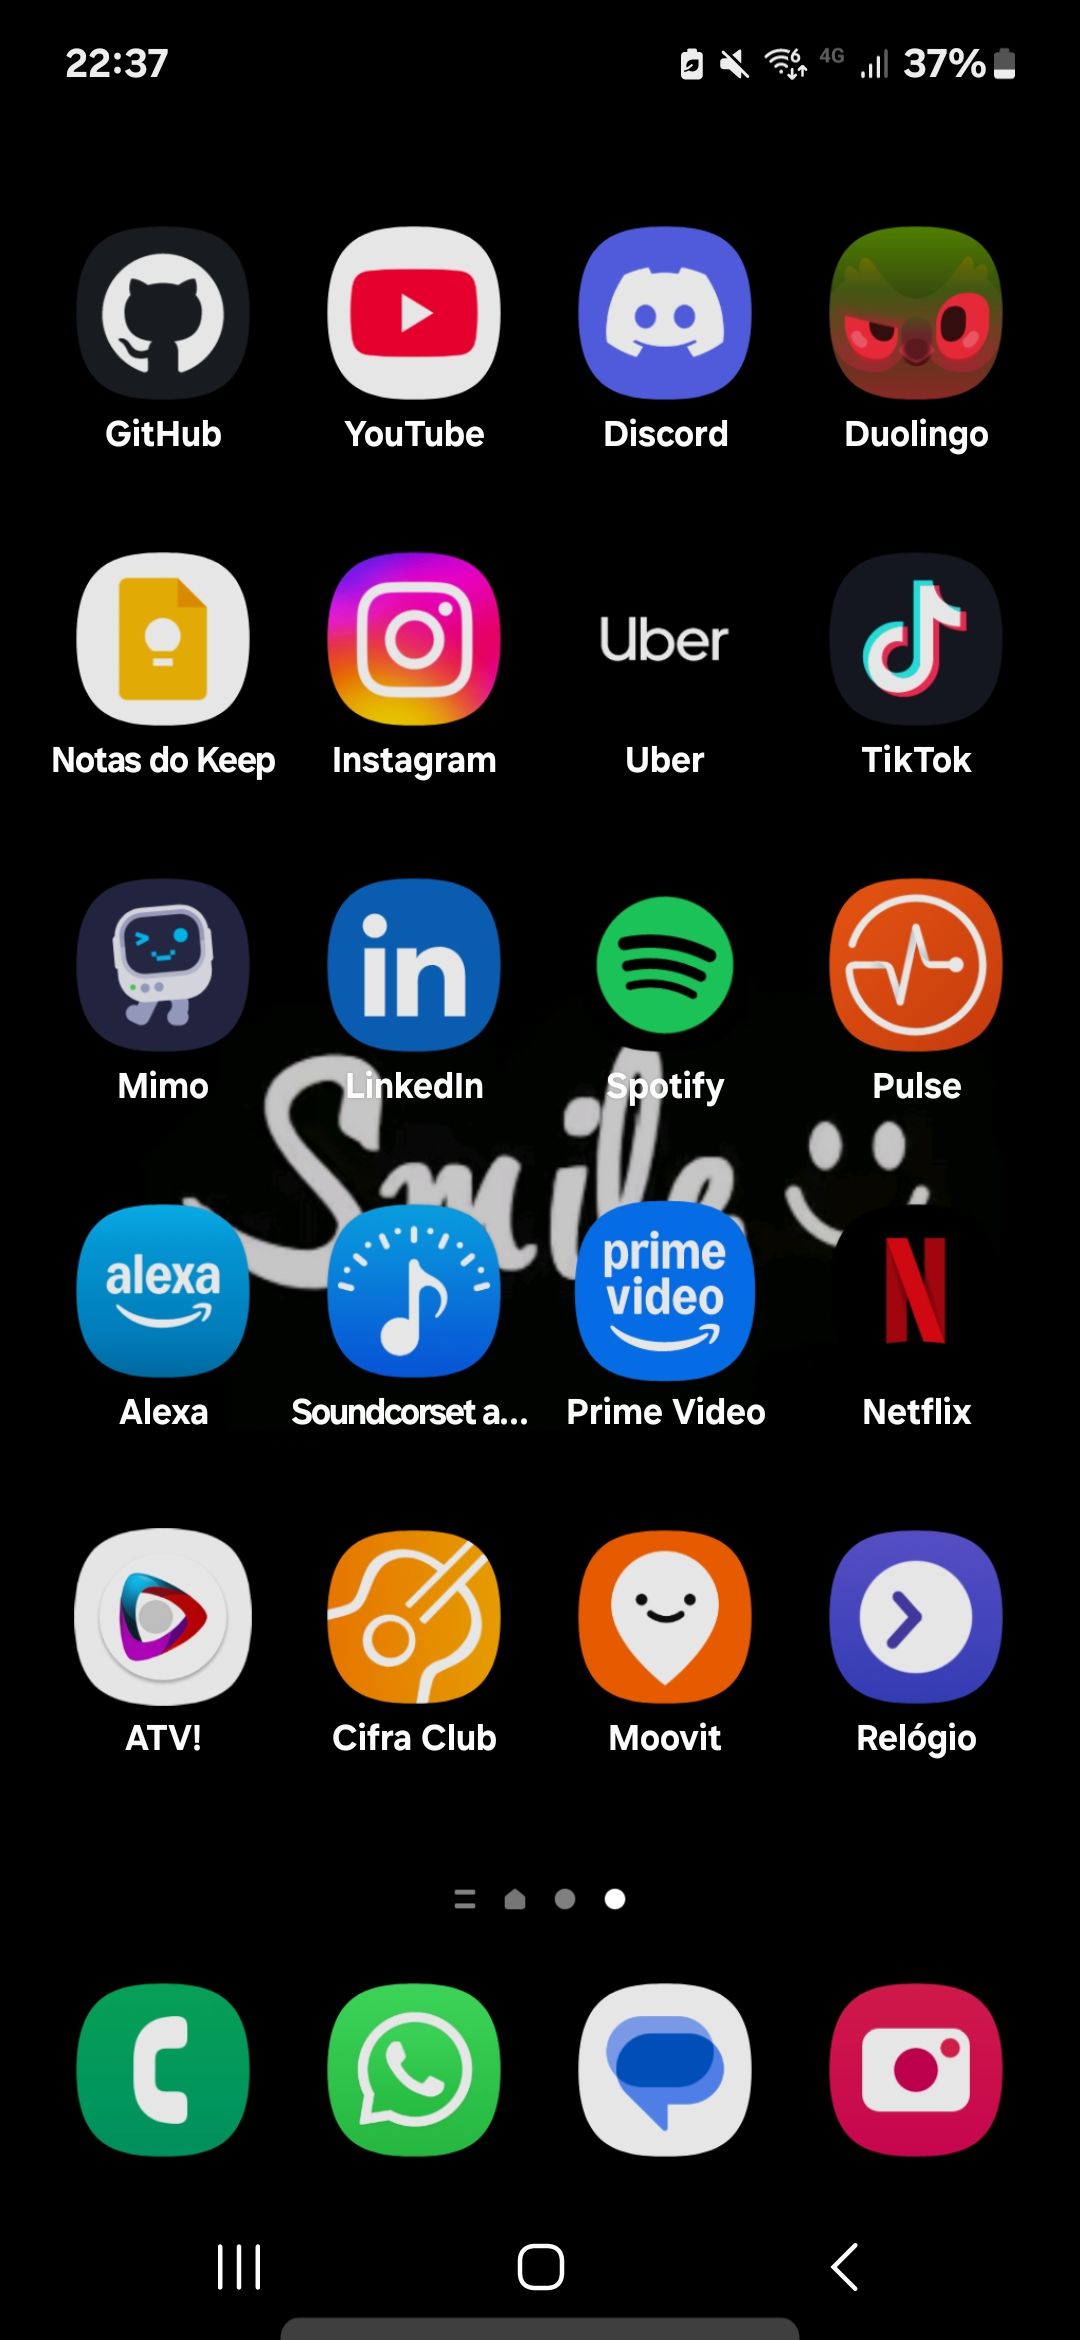 22:37
6 4G 37%
GitHub YouTube Discord Duolingo
Uber
Notas do Keep Instagram Uber TikTok
in
Mimo LinkedIn Spotify Pulse
Smile
alexa prime
video N
Alexa Soundcorset a... Prime Video Netflix
ATV! Cifra Club Moovit Relógio